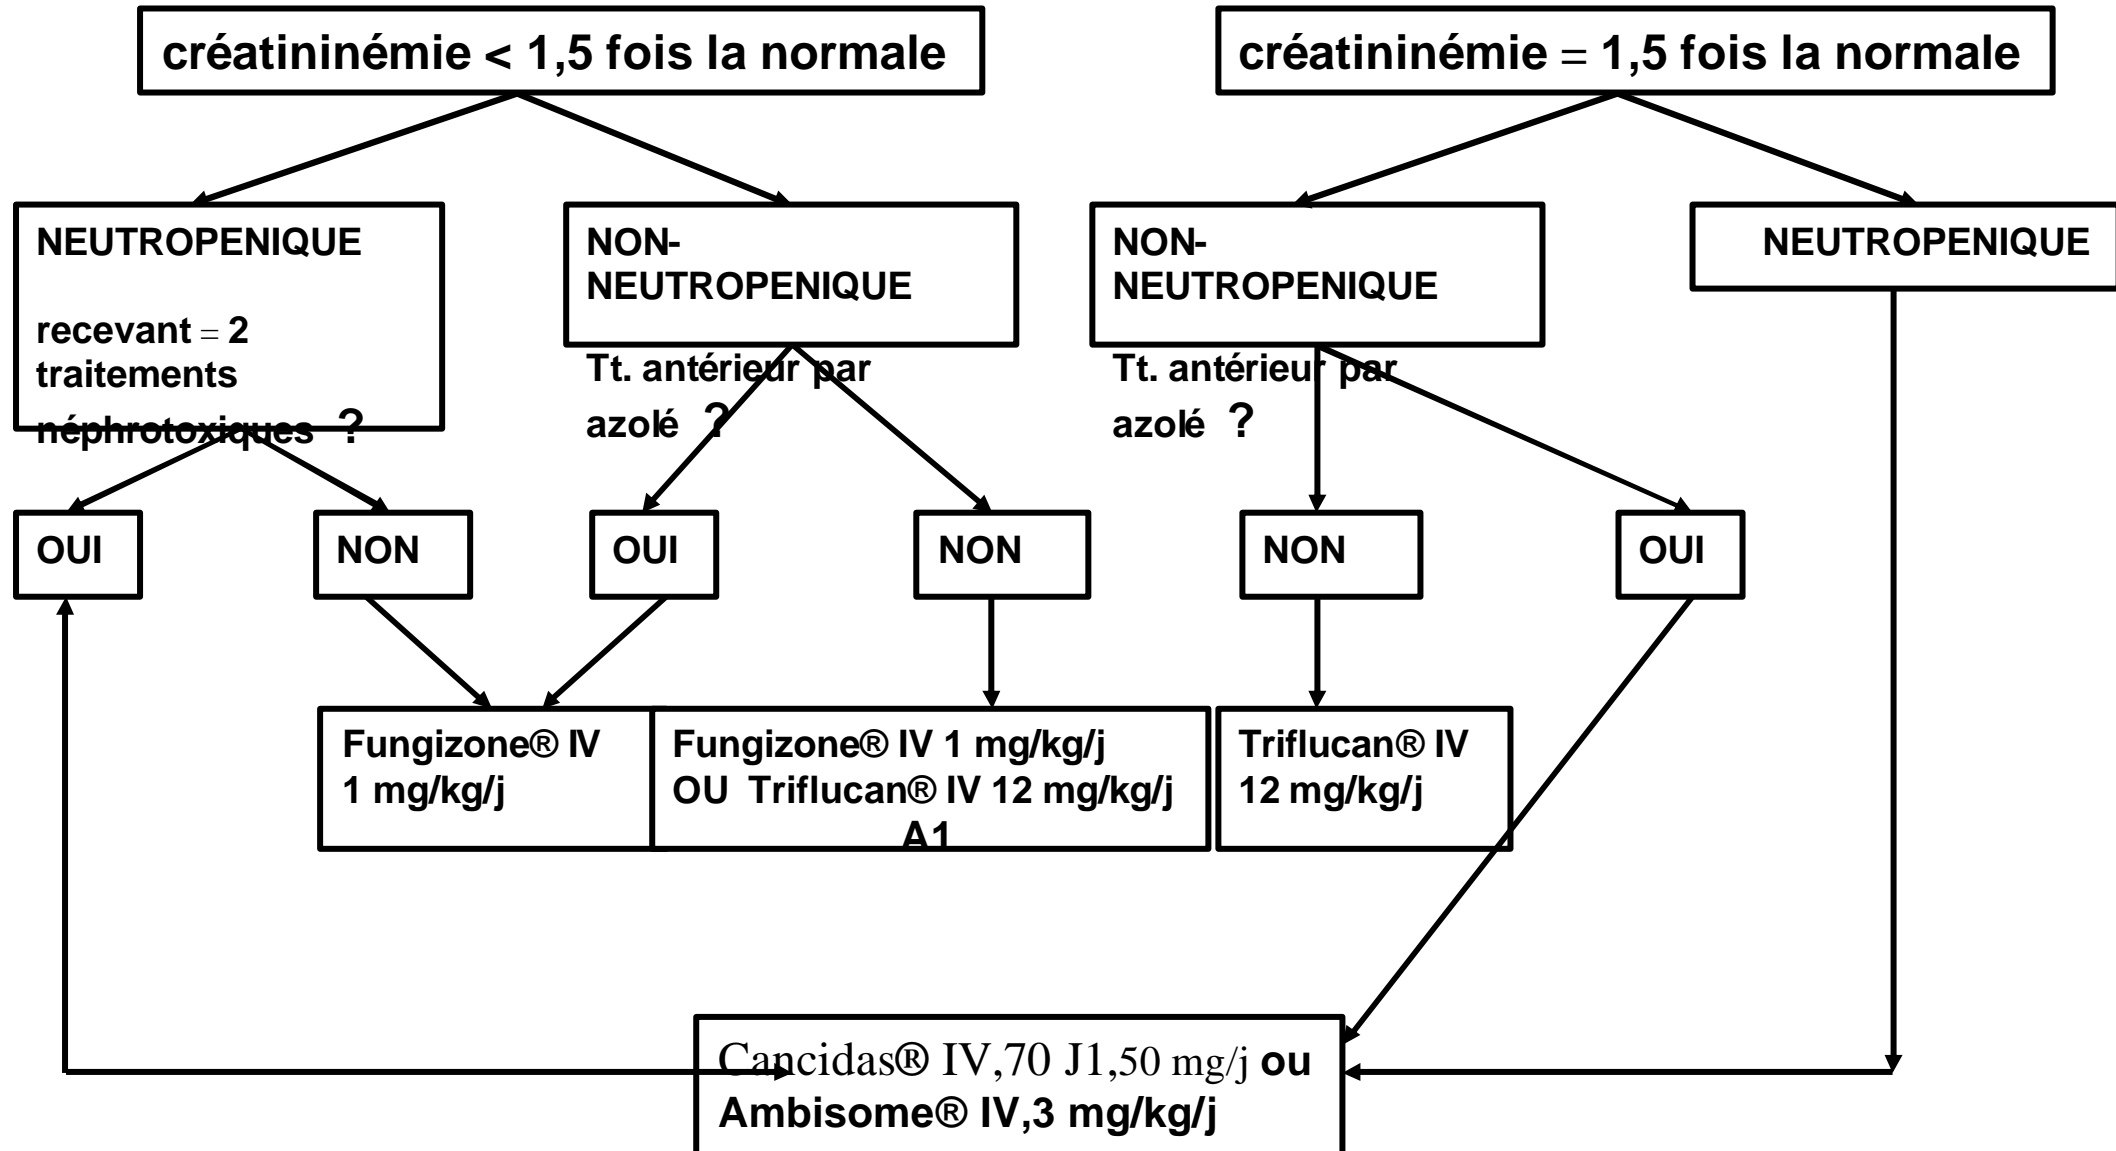 créatininémie < 1,5 fois la normale
créatininémie = 1,5 fois la normale
NEUTROPENIQUE
recevant = 2
traitements
néphrotoxiques ?
NON-
NEUTROPENIQUE
Tt. antérieur par
azolé ?
NON-
NEUTROPENIQUE
Tt. antérieur par
azolé ?
NEUTROPENIQUE
OUI
NON
OUI
NON
NON
OUI
Fungizone® IV
1 mg/kg/j
Fungizone® IV 1 mg/kg/j
OU Triflucan® IV 12 mg/kg/j
A1
Triflucan® IV
12 mg/kg/j
Cancidas® IV,70 J1,50 mg/j ou
Ambisome® IV,3 mg/kg/j